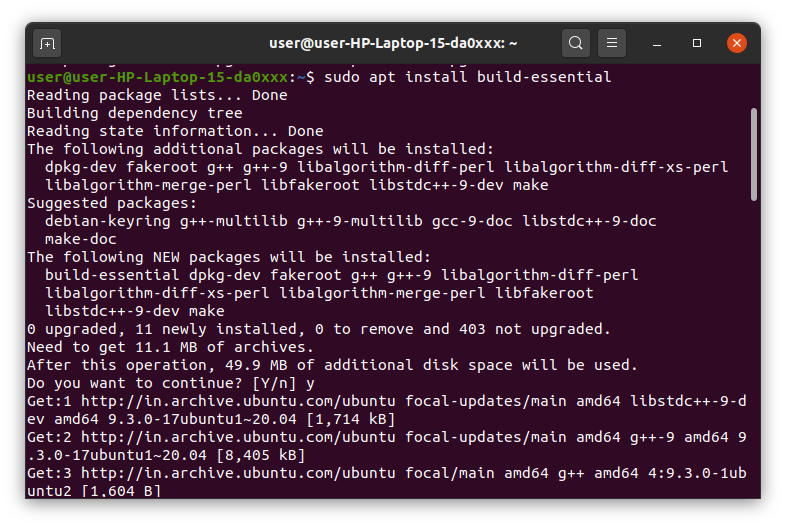 user@user-HP-Laptop-15-da0xxx: ~
user@user-HP-Laptop-15-da0xxx:~$ sudo apt install build-essential
Reading package lists... Done
Building dependency tree
Reading state information... Done
The following additional packages will be installed:
  dpkg-dev fakeroot g++ g++-9 libalgorithm-diff-perl libalgorithm-diff-xs-perl
  libalgorithm-merge-perl libfakeroot libstdc++-9-dev make
Suggested packages:
  debian-keyring g++-multilib g++-9-multilib gcc-9-doc libstdc++-9-doc
  make-doc
The following NEW packages will be installed:
  build-essential dpkg-dev fakeroot g++ g++-9 libalgorithm-diff-perl
  libalgorithm-diff-xs-perl libalgorithm-merge-perl libfakeroot
  libstdc++-9-dev make
0 upgraded, 11 newly installed, 0 to remove and 403 not upgraded.
Need to get 11.1 MB of archives.
After this operation, 49.9 MB of additional disk space will be used.
Do you want to continue? [Y/n] y
Get:1 http://in.archive.ubuntu.com/ubuntu focal-updates/main amd64 libstdc++-9-d
ev amd64 9.3.0-17ubuntu1~20.04 [1,714 kB]
Get:2 http://in.archive.ubuntu.com/ubuntu focal-updates/main amd64 g++-9 amd64 9
.3.0-17ubuntu1~20.04 [8,405 kB]
Get:3 http://in.archive.ubuntu.com/ubuntu focal/main amd64 g++ amd64 4:9.3.0-1ub
untu2 [1,604 B]